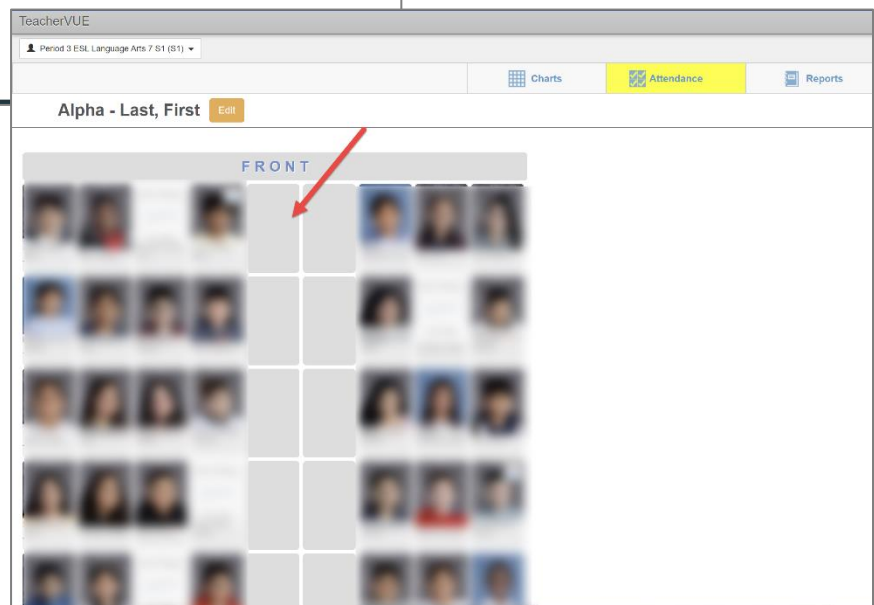 TeacherVUE
Period 3 ESL Language Arts 7 S1 (S1)
Charts
Attendance
Reports
Alpha - Last, First
Edit
FRONT